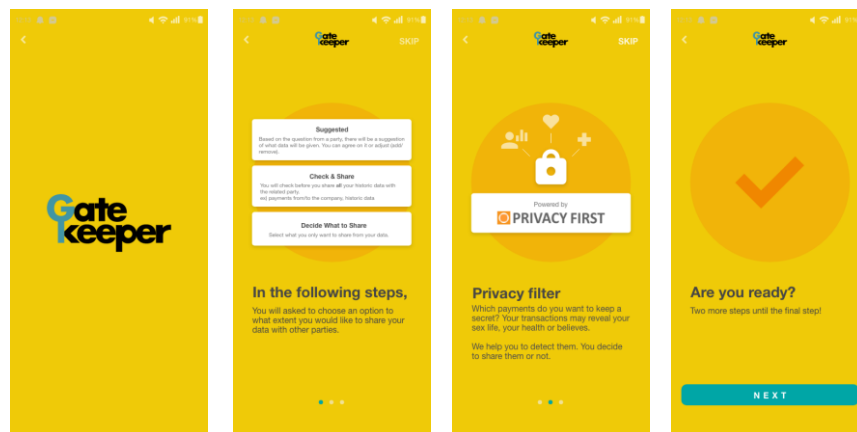 91%
Gate
keeper
91%
Gate
keeper
SKIP
Suggested
Based on the question from a party, there will be a suggestion
of what data will be given. You can agree on it or adjust (add/
remove).
Check & Share
You will check before you share all your historic data with
the related party.
ex) payments from/to the company, historic data
Decide What to Share
Select what you only want to share from your data.
In the following steps,
You will asked to choose an option to
what extent you would like to share your
data with other parties.
91%
Gate
keeper
SKIP
Powered by
PRIVACY FIRST
Privacy filter
Which payments do you want to keep a
secret? Your transactions may reveal your
sex life, your health or believes.
We help you to detect them. You decide
to share them or not.
91%
Gate
keeper
Are you ready?
Two more steps until the final step!
NEXT